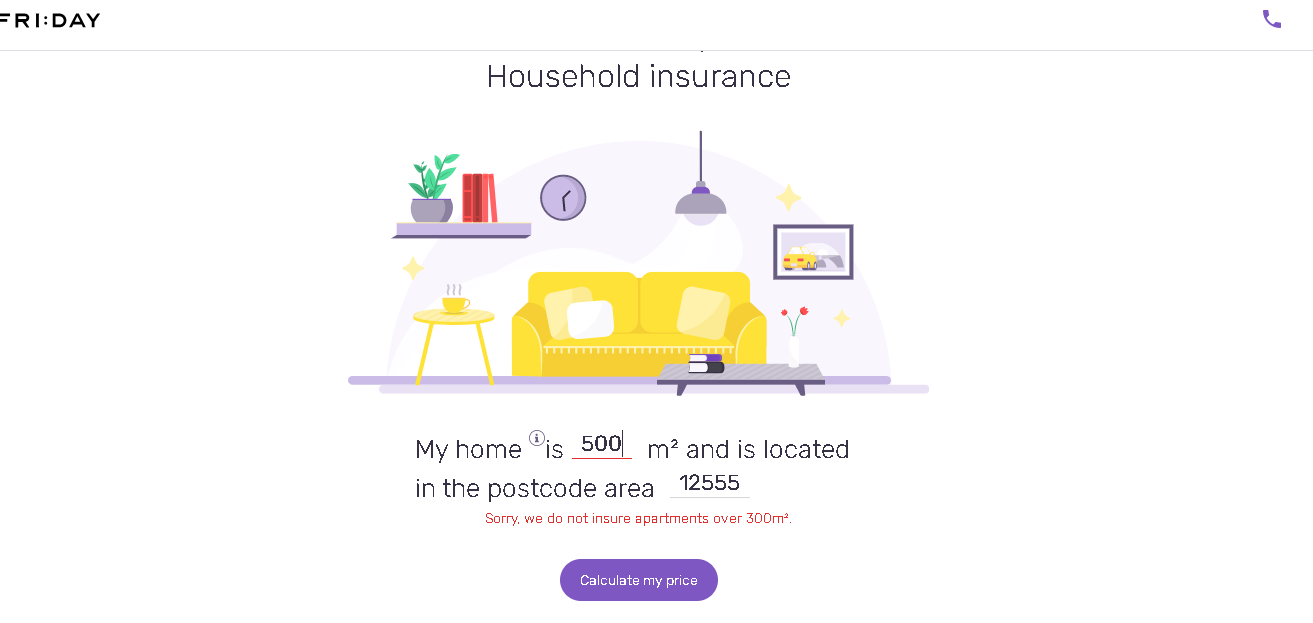 FRI:DAY
Household insurance
My home is 500 m² and is located
in the postcode area 12555
Sorry, we do not insure apartments over 300m².
Calculate my price